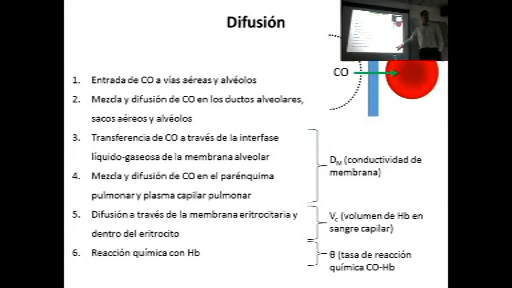 Difusión
CO
1. Entrada de CO a vías aéreas y alvéolos
2. Mezcla y difusión de CO en los ductos alveolares,
sacos aéreos y alvéolos
3. Transferencia de CO a través de la interfase
líquido-gaseosa de la membrana alveolar
4. Mezcla y difusión de CO en el parénquima
pulmonar y plasma capilar pulmonar
5. Difusión a través de la membrana eritrocitaria y
dentro del eritrocito
6. Reacción química con Hb
DM (conductividad de
membrana)
Vc (volumen de Hb en
sangre capilar)
θ (tasa de reacción
química CO-Hb